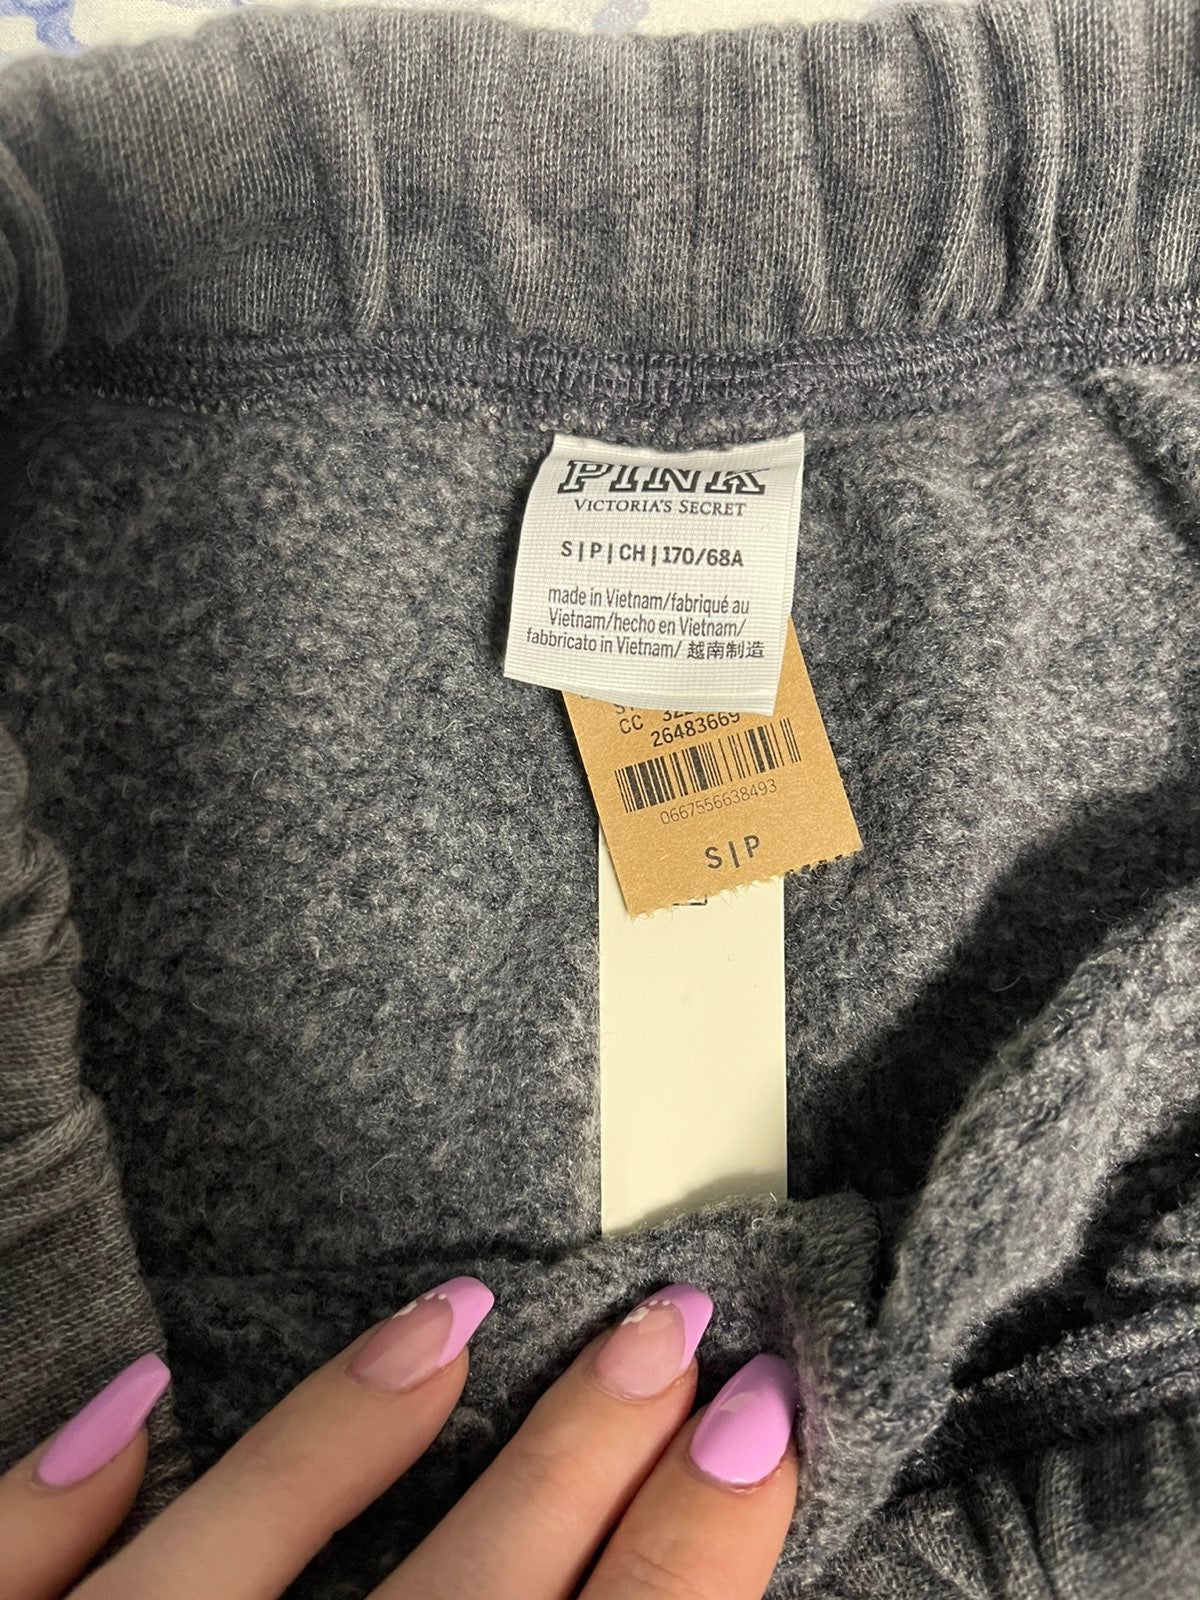 PINK
VICTORIA'S SECRET
S | P | CH | 170/68A
made in Vietnam/fabriqué au
Vietnam/hecho en Vietnam/
fabbricato in Vietnam/ 越南制造
CC
26483669
0667556638493
S | P